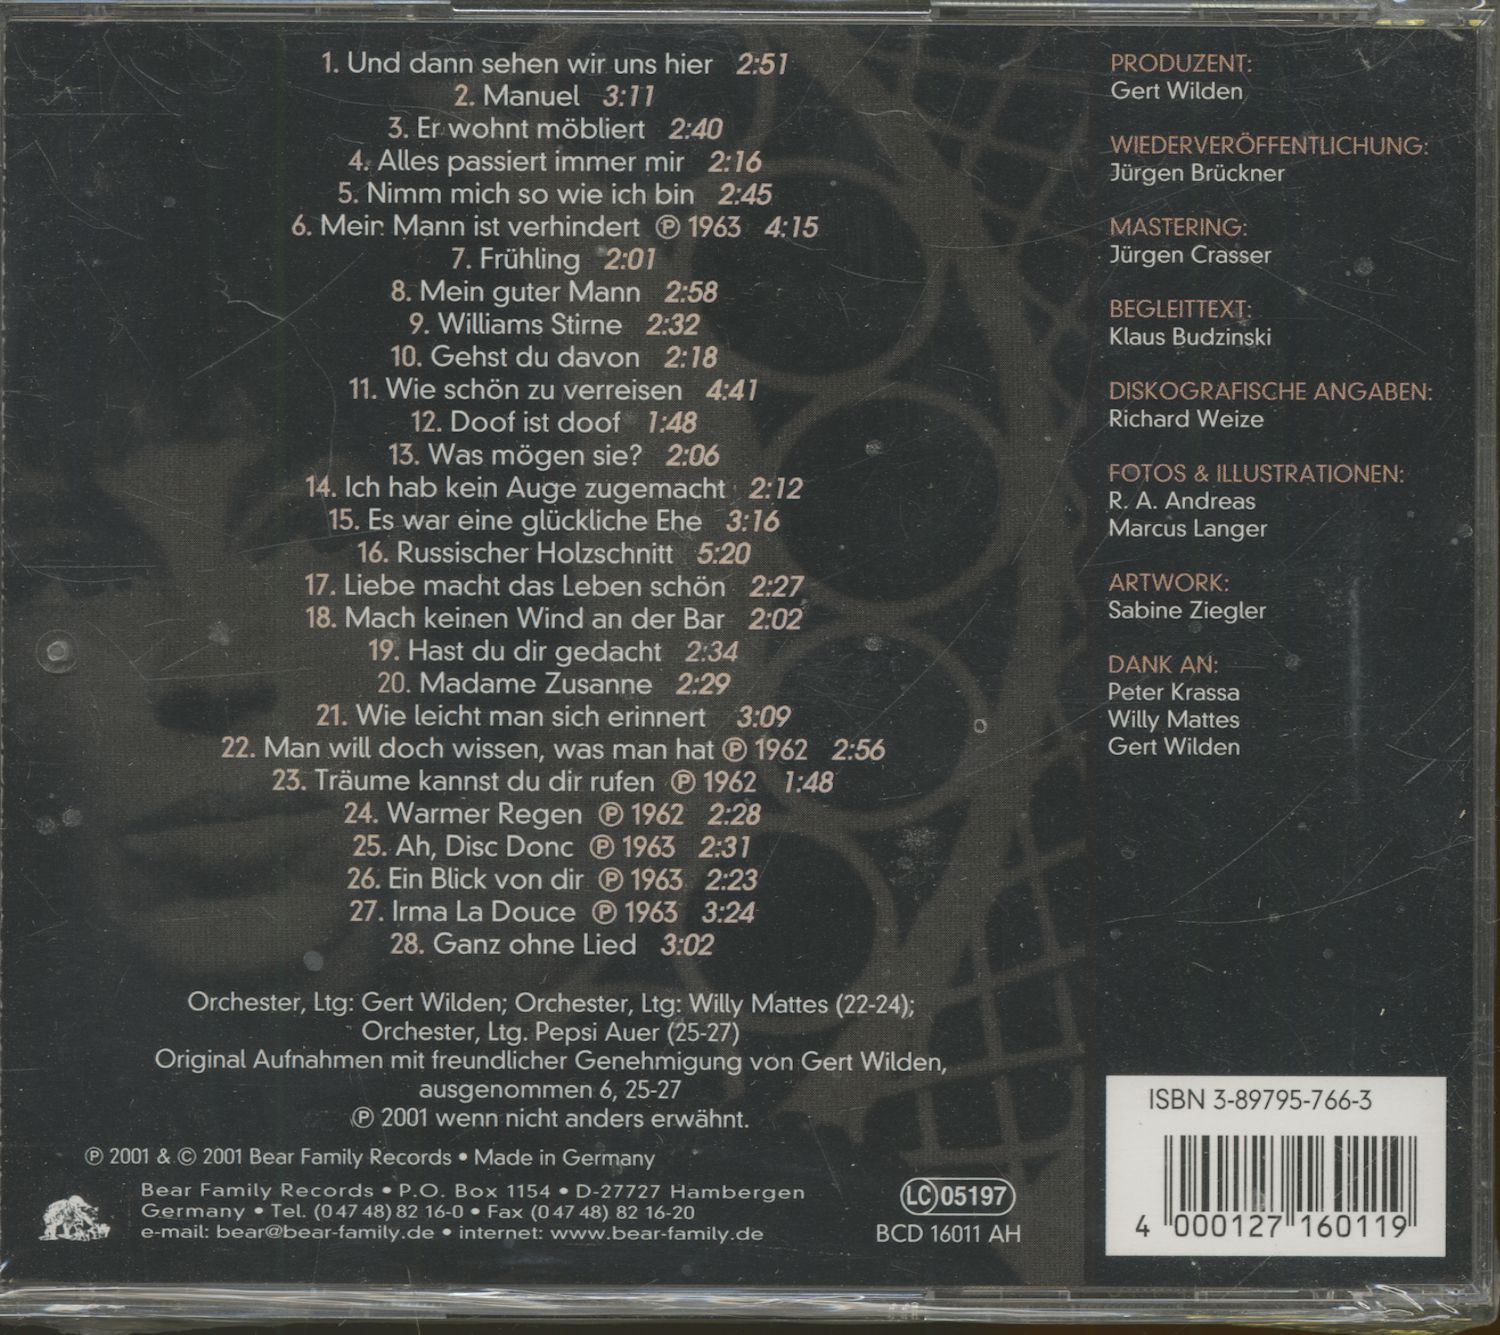 1. Und dann sehen wir uns hier 2:51
2. Manuel 3:11
3. Er wohnt möbliert 2:40
4. Alles passiert immer mir 2:16
5. Nimm mich so wie ich bin 2:45
6. Mein Mann ist verhindert Ⓟ 1963 4:15
7. Frühling 2:01
8. Mein guter Mann 2:58
9. Williams Stirne 2:32
10. Gehst du davon 2:18
11. Wie schön zu verreisen 4:41
12. Doof ist doof 1:48
13. Was mögen sie? 2:06
14. Ich hab kein Auge zugemacht 2:12
15. Es war eine glückliche Ehe 3:16
16. Russischer Holzschnitt 5:20
17. Liebe macht das Leben schön 2:27
18. Mach keinen Wind an der Bar 2:02
19. Hast du dir gedacht 2:34
20. Madame Zusanne 2:29
21. Wie leicht man sich erinnert 3:09
22. Man will doch wissen, was man hat Ⓟ 1962 2:56
23. Träume kannst du dir rufen Ⓟ 1962 1:48
24. Warmer Regen Ⓟ 1962 2:28
25. Ah, Disc Donc Ⓟ 1963 2:31
26. Ein Blick von dir Ⓟ 1963 2:23
27. Irma La Douce Ⓟ 1963 3:24
28. Ganz ohne Lied 3:02
Orchester, Ltg: Gert Wilden; Orchester, Ltg: Willy Mattes (22-24);
Orchester, Ltg. Pepsi Auer (25-27)
Original Aufnahmen mit freundlicher Genehmigung von Gert Wilden,
ausgenommen 6, 25-27
Ⓟ 2001 wenn nicht anders erwähnt.
Ⓟ 2001 & © 2001 Bear Family Records • Made in Germany
Bear Family Records • P.O. Box 1154 • D-27727 Hambergen
Germany • Tel. (0 47 48) 82 16-0 • Fax (0 47 48) 82 16-20
e-mail: bear@bear-family.de • internet: www.bear-family.de
LC 05197
BCD 16011 AH
PRODUZENT:
Gert Wilden
WIEDERVERÖFFENTLICHUNG:
Jürgen Brückner
MASTERING:
Jürgen Crasser
BEGLEITTEXT:
Klaus Budzinski
DISKOGRAFISCHE ANGABEN:
Richard Weize
FOTOS & ILLUSTRATIONEN:
R. A. Andreas
Marcus Langer
ARTWORK:
Sabine Ziegler
DANK AN:
Peter Krassa
Willy Mattes
Gert Wilden
ISBN 3-89795-766-3
4 000127 160119